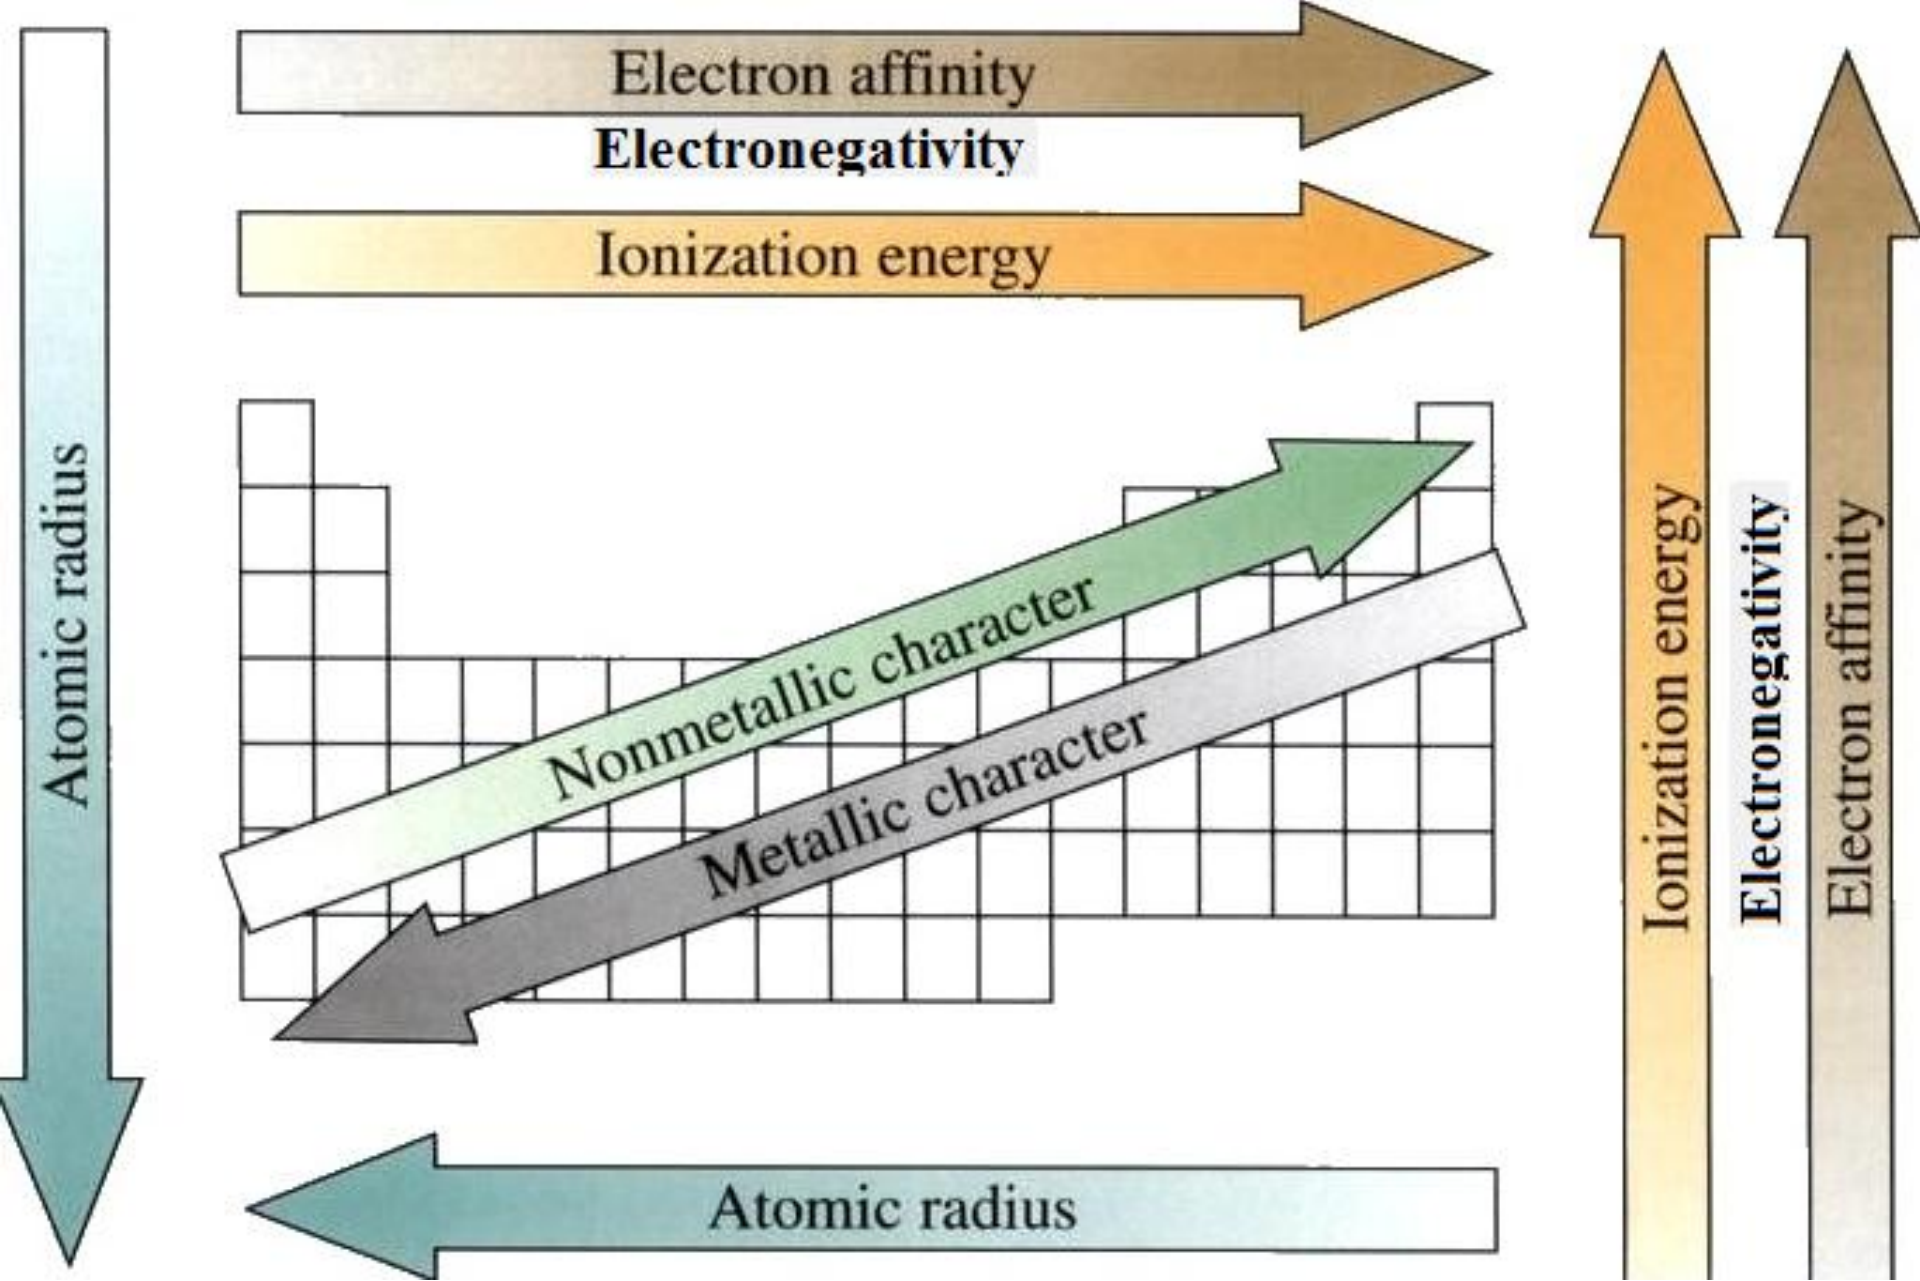 Electron affinity
Electronegativity
Ionization energy
Atomic radius
Nonmetallic character
Metallic character
Atomic radius
Ionization energy
Electronegativity
Electron affinity